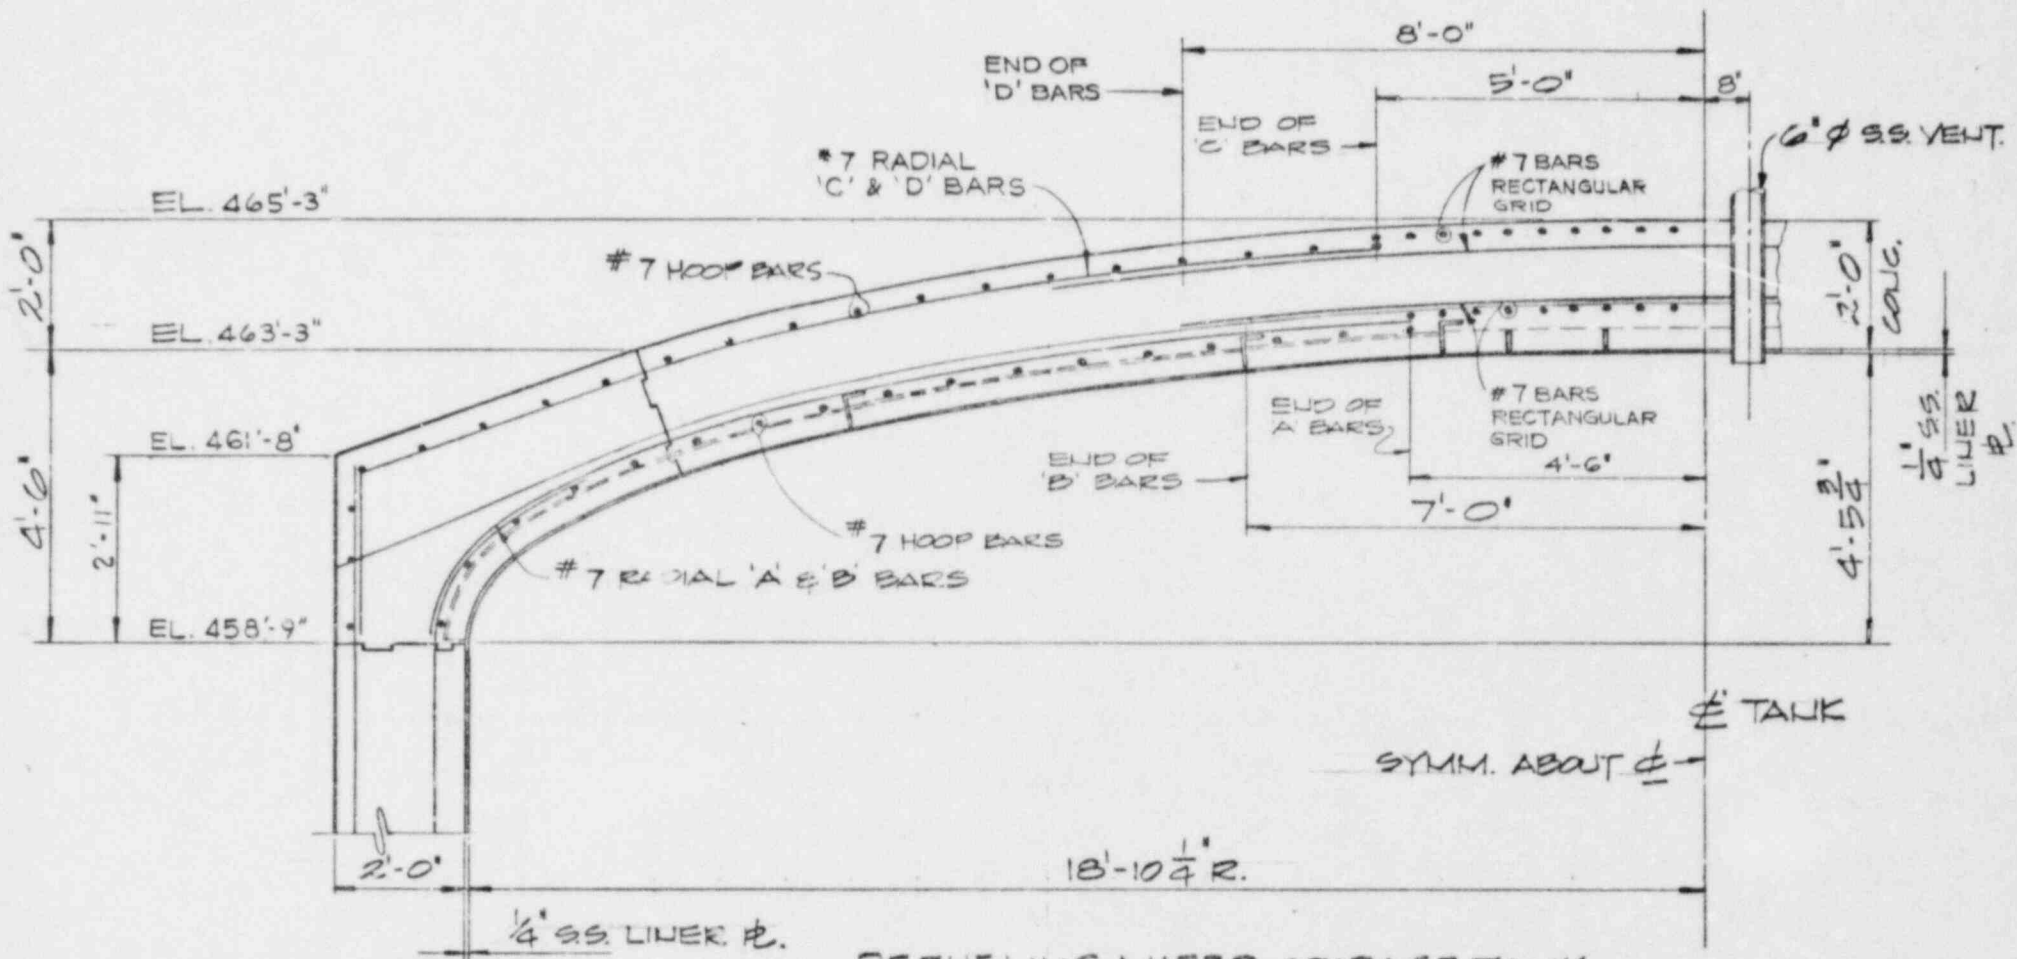 8'-0"
END OF
'D' BARS
5'-0"
8"
END OF
'C' BARS
6" Ø S.S. VENT.
#7 RADIAL
'C' & 'D' BARS
#7 BARS
RECTANGULAR
GRID
EL. 465'-3"
2'-0"
#7 HOOP BARS
2'-0"
CONC.
EL. 463'-3"
#7 BARS
RECTANGULAR
GRID
END OF
'A' BARS
4'-6"
1/4" S.S.
LINER
PL.
EL. 461'-8"
END OF
'B' BARS
7'-0"
4'-5 3/4"
4'-6"
2'-11"
#7 HOOP BARS
#7 RADIAL 'A' & 'B' BARS
EL. 458'-9"
℄ TANK
SYMM. ABOUT ℄
2'-0"
18'-10 1/4" R.
1/4" S.S. LINER PL.